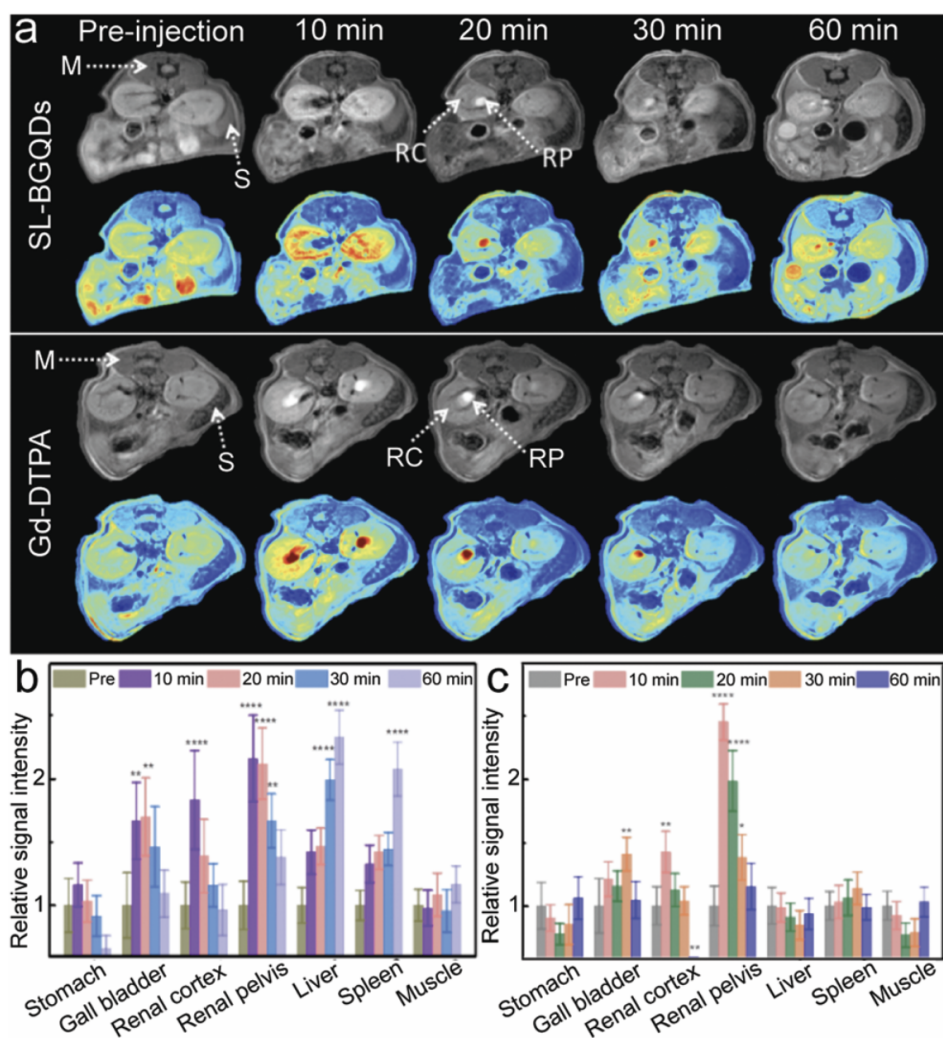 a
Pre-injection 10 min 20 min 30 min 60 min
SL-BGQDs
M
S
RC
RP
Gd-DTPA
M
S
RC
RP
b
Pre 10 min 20 min 30 min 60 min
Relative signal intensity
2
1
** ** **** **** **** ** **** **** ****
Stomach Gall bladder Renal cortex Renal pelvis Liver Spleen Muscle
c
Pre 10 min 20 min 30 min 60 min
Relative signal intensity
2
1
** ** ** **** **** *
Stomach Gall bladder Renal cortex Renal pelvis Liver Spleen Muscle